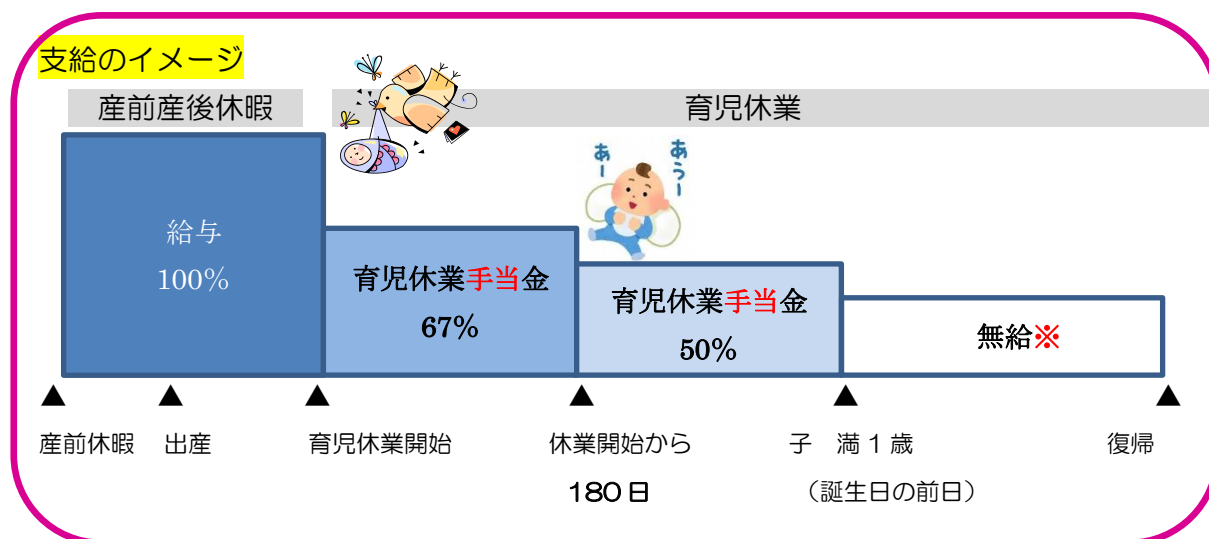 支給のイメージ
産前産後休暇
育児休業
あー
あうー
給与
100%
育児休業手当金
67%
育児休業手当金
50%
無給※
▲ ▲ ▲ ▲ ▲ ▲
産前休暇 出産 育児休業開始 休業開始から 子 満1歳 復帰
180日 (誕生日の前日)